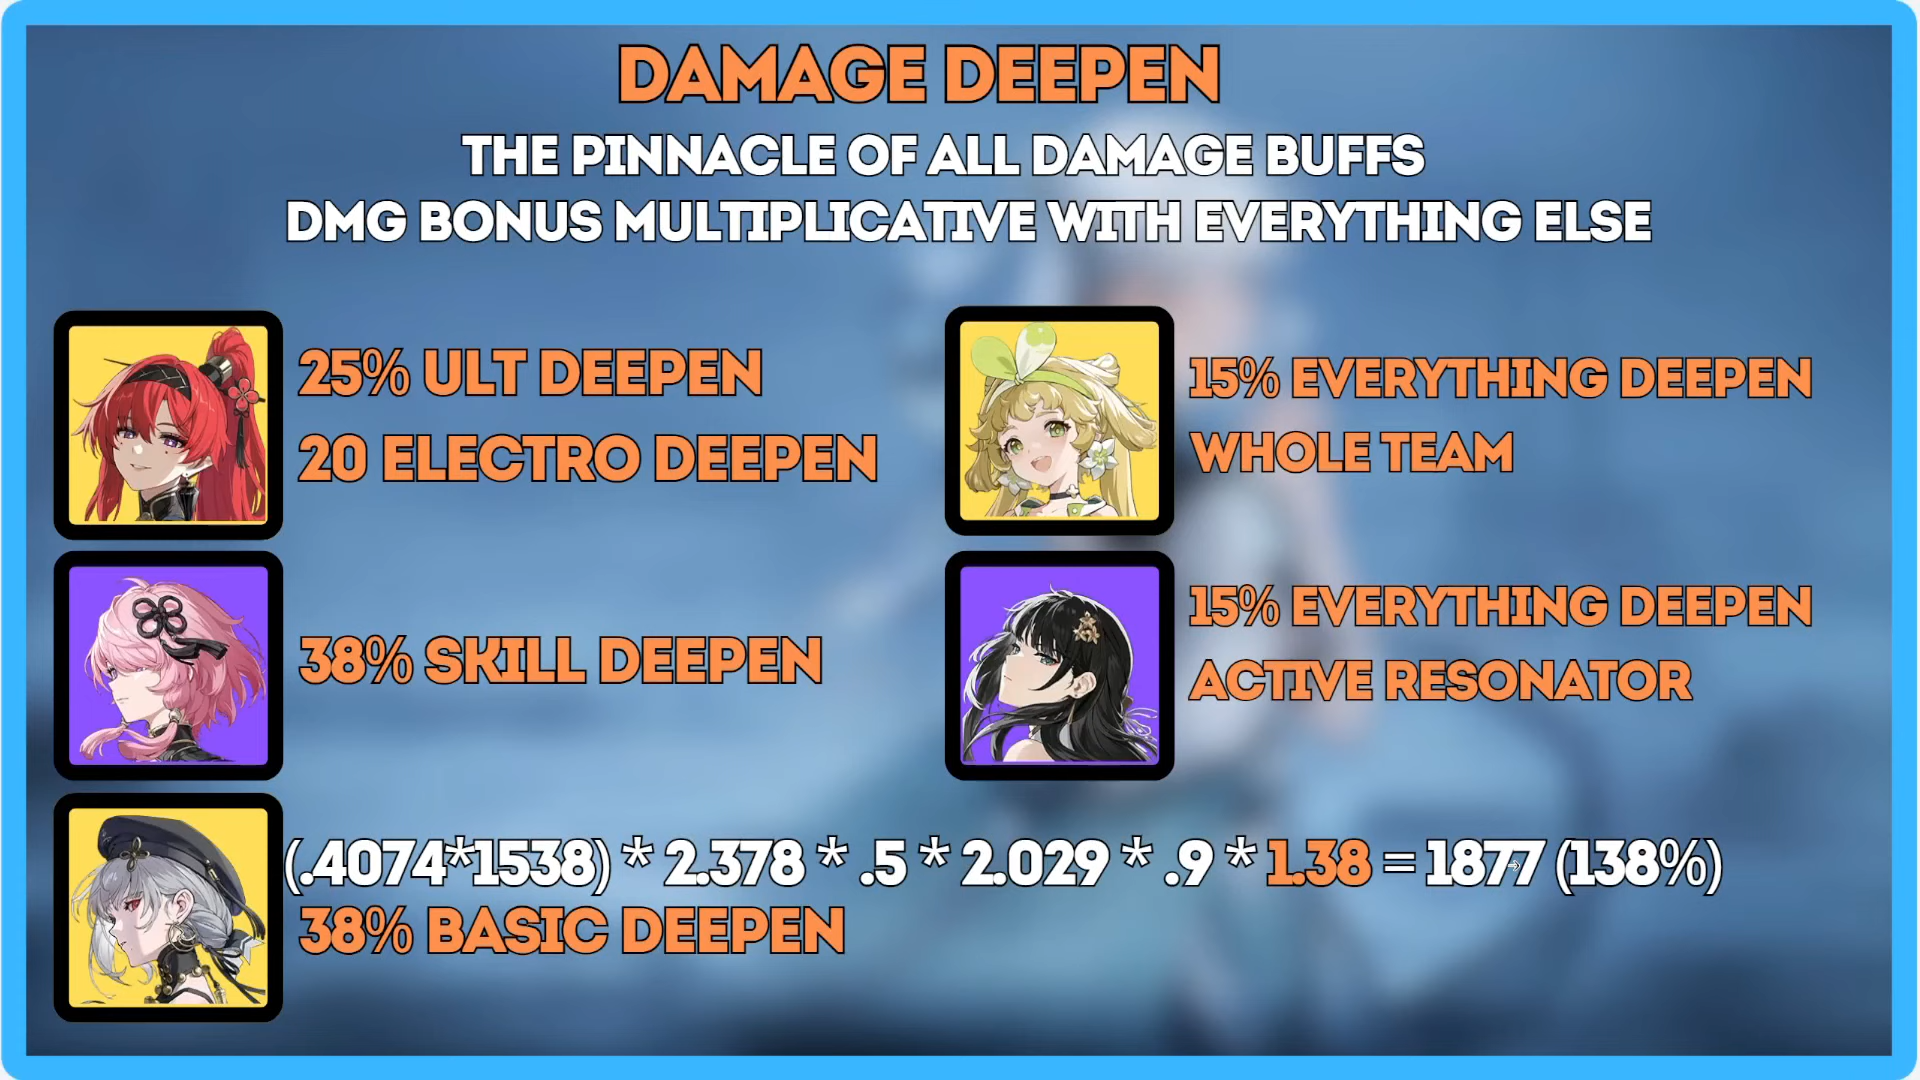 DAMAGE DEEPEN
THE PINNACLE OF ALL DAMAGE BUFFS
DMG BONUS MULTIPLICATIVE WITH EVERYTHING ELSE
25% ULT DEEPEN
20 ELECTRO DEEPEN
15% EVERYTHING DEEPEN
WHOLE TEAM
38% SKILL DEEPEN
15% EVERYTHING DEEPEN
ACTIVE RESONATOR
(.4074*1538) * 2.378 * .5 * 2.029 * .9 * 1.38 = 1877 (138%)
38% BASIC DEEPEN